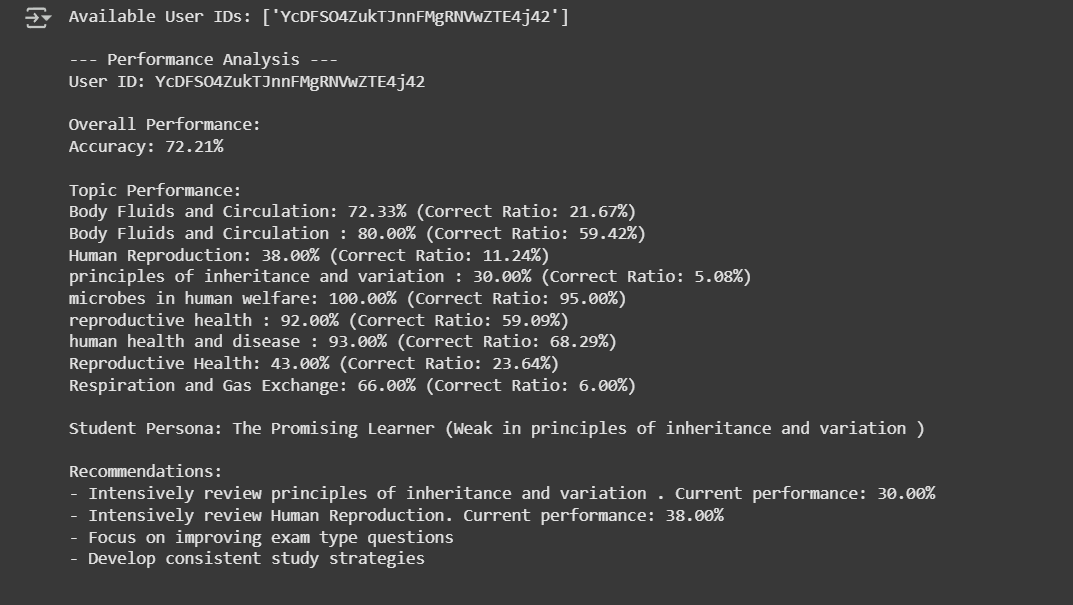 Available User IDs: ['YcDFSO4ZukTJnnFMgRNVwZTE4j42']
--- Performance Analysis ---
User ID: YcDFSO4ZukTJnnFMgRNVwZTE4j42
Overall Performance:
Accuracy: 72.21%
Topic Performance:
Body Fluids and Circulation: 72.33% (Correct Ratio: 21.67%)
Body Fluids and Circulation : 80.00% (Correct Ratio: 59.42%)
Human Reproduction: 38.00% (Correct Ratio: 11.24%)
principles of inheritance and variation : 30.00% (Correct Ratio: 5.08%)
microbes in human welfare: 100.00% (Correct Ratio: 95.00%)
reproductive health : 92.00% (Correct Ratio: 59.09%)
human health and disease : 93.00% (Correct Ratio: 68.29%)
Reproductive Health: 43.00% (Correct Ratio: 23.64%)
Respiration and Gas Exchange: 66.00% (Correct Ratio: 6.00%)
Student Persona: The Promising Learner (Weak in principles of inheritance and variation )
Recommendations:
- Intensively review principles of inheritance and variation . Current performance: 30.00%
- Intensively review Human Reproduction. Current performance: 38.00%
- Focus on improving exam type questions
- Develop consistent study strategies